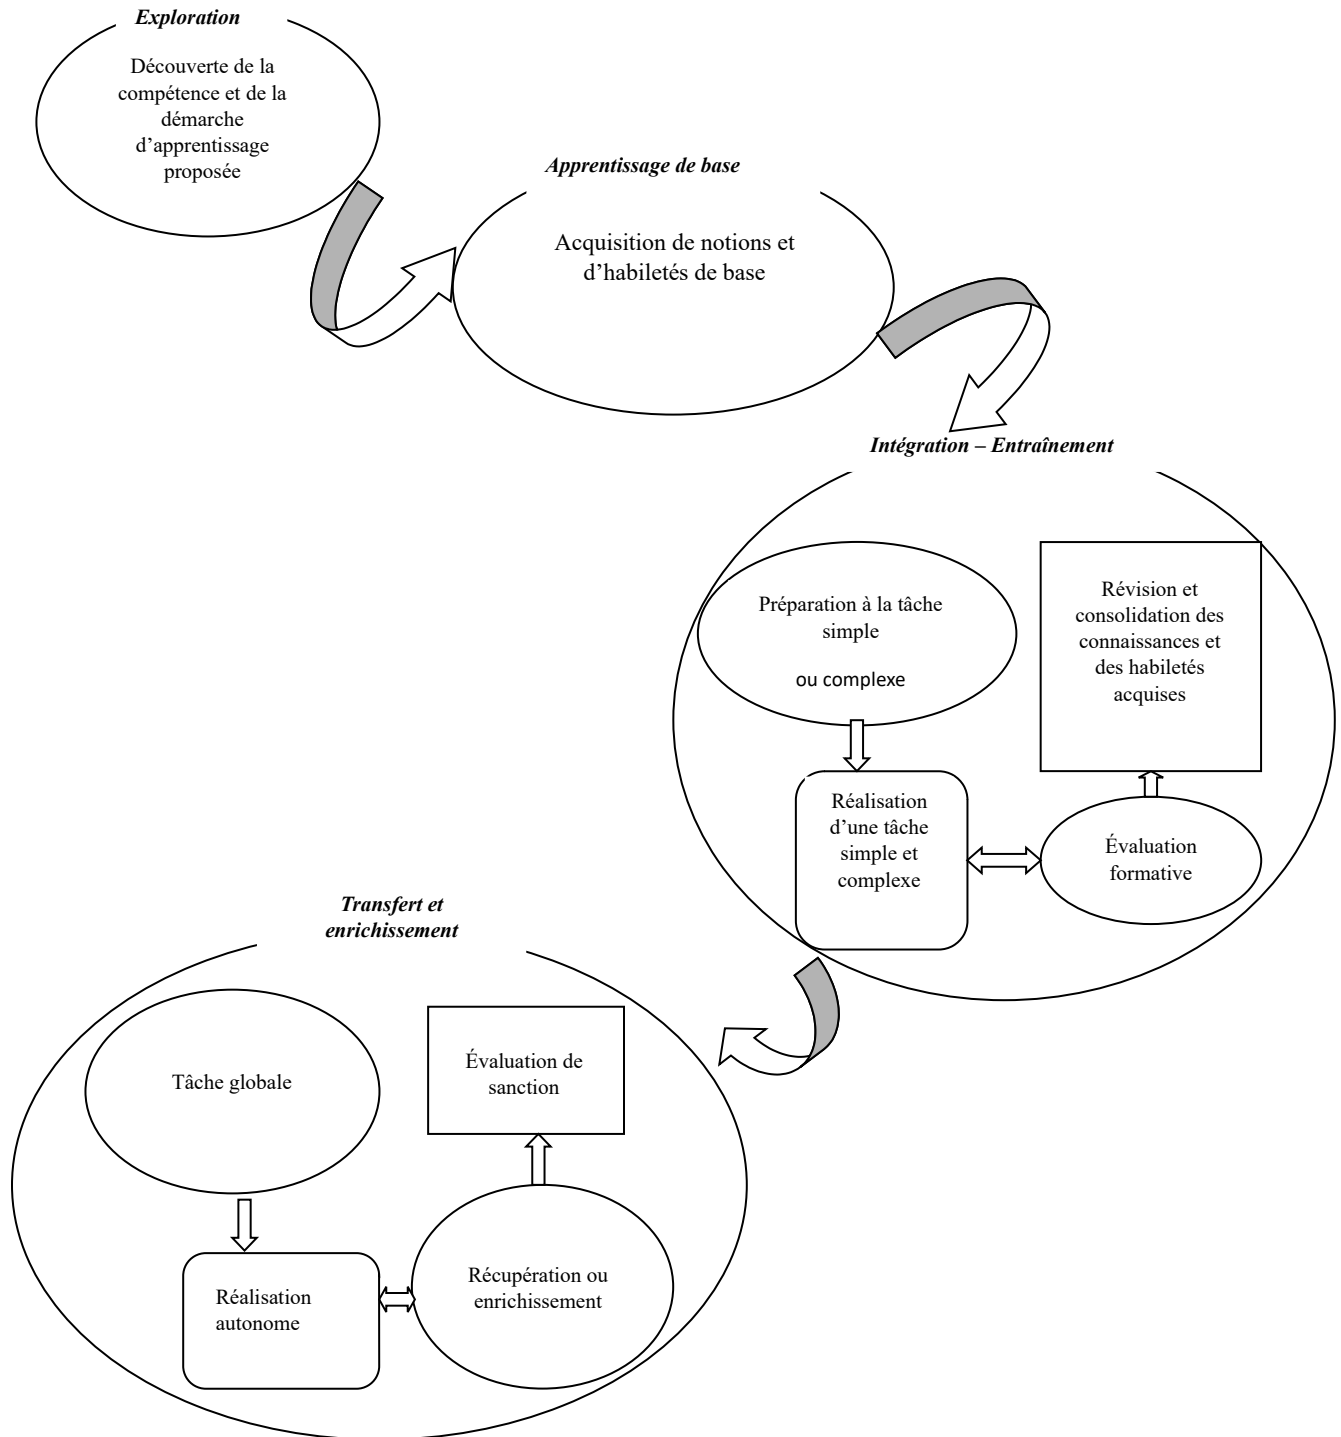 Exploration
Découverte de la
compétence et de la
démarche
d’apprentissage
proposée
Apprentissage de base
Acquisition de notions et
d’habiletés de base
Intégration – Entraînement
Préparation à la tâche
simple
ou complexe
Révision et
consolidation des
connaissances et
des habiletés
acquises
Réalisation
d’une tâche
simple et
complexe
Évaluation
formative
Transfert et
enrichissement
Tâche globale
Évaluation de
sanction
Réalisation
autonome
Récupération ou
enrichissement